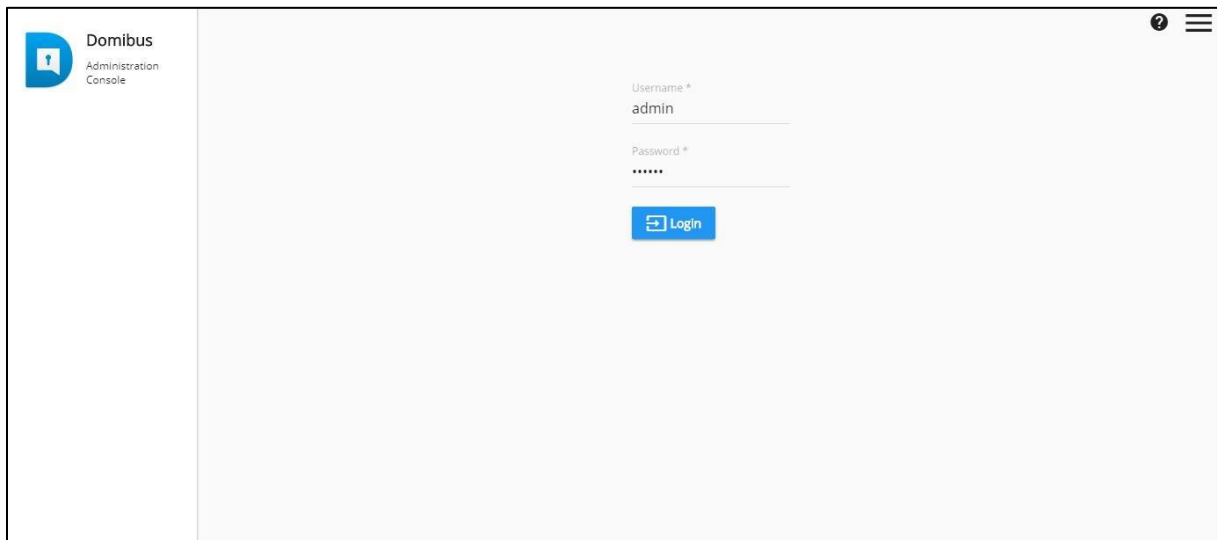 Domibus
Administration
Console
Username *
admin
Password *
••••••
Login